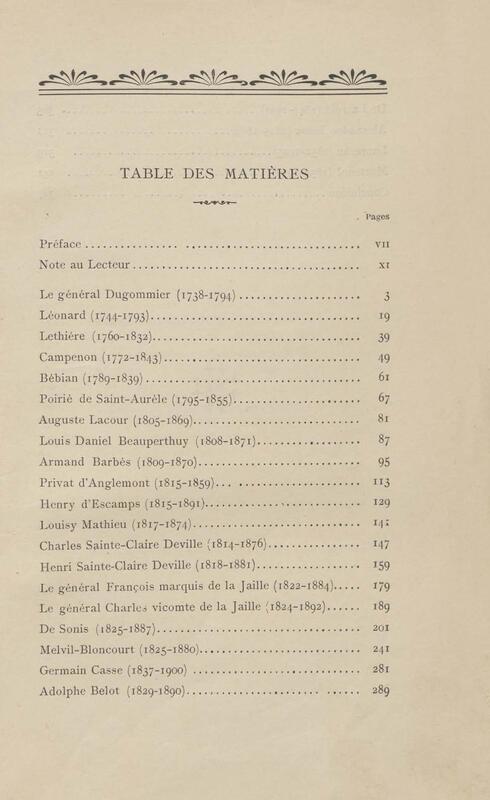 TABLE DES MATIÈRES
Pages
Préface ................ ............................ VII
Note au Lecteur.................................... XI
Le général Dugommier (1738-1794) .................... 3
Léonard (1744-1793)................................. 19
Lethiére (1760-1832)................................ 39
Campenon (1772-1843)................................ 49
Bébian (1789-1839).................................. 61
Poirié de Saint-Aurèle (1795-1855).................. 67
Auguste Lacour (1805-1869).......................... 81
Louis Daniel Beauperthuy (1808-1871)................ 87
Armand Barbès (1809-1870)........................... 95
Privat d'Anglemont (1815-1859)... .................. 113
Henry d'Escamps (1815-1891)......................... 129
Louisy Mathieu (1817-1874)..........................
Charles Sainte-Claire Deville (1814-1876)............... 147
Henri Sainte-Claire Deville (1818-1881)................. 159
Le général François marquis de la Jaille (1822-1884)..... 179
Le général Charles vicomte de la Jaille (1824-1892)...... 189
De Sonis (1825-1887)................................ 201
Melvil-Bloncourt (1825-1880)........................ 241
Germain Casse (1837-1900) .......................... 281
Adolphe Belot (1829-1890)................... ...... 289